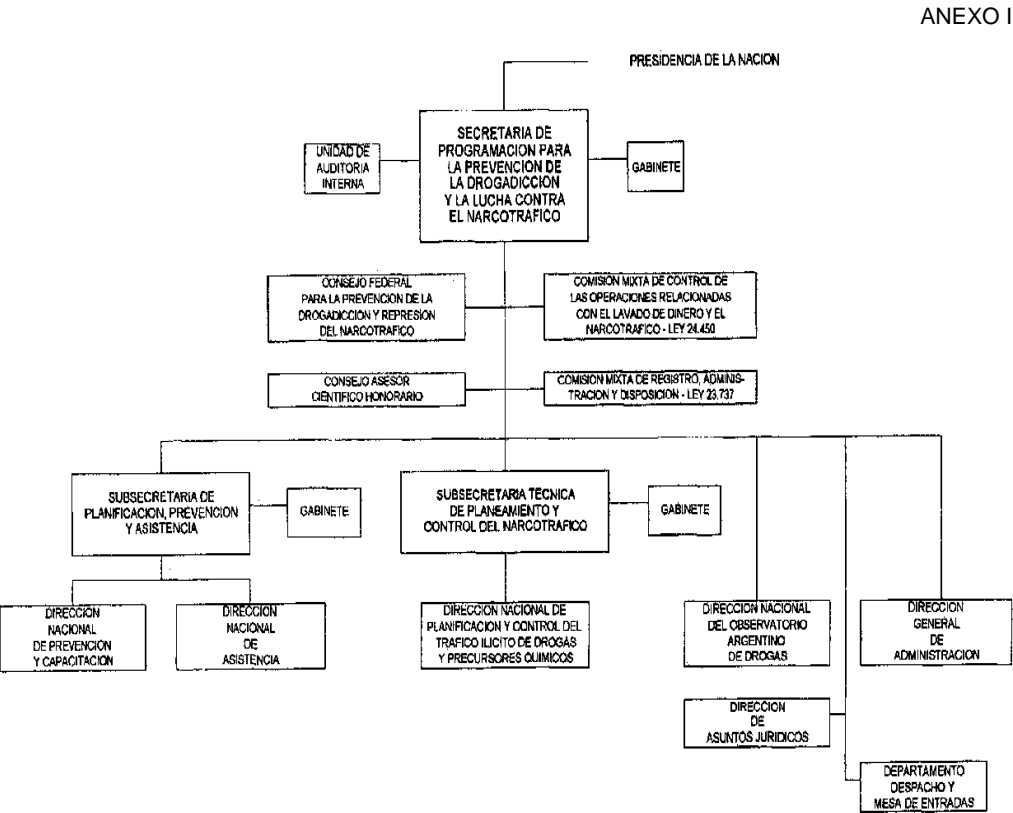 ANEXO I
PRESIDENCIA DE LA NACION
SECRETARIA DE
PROGRAMACION PARA
LA PREVENCION DE
LA DROGADICCION
Y LA LUCHA CONTRA
EL NARCOTRAFICO
UNIDAD DE
AUDITORIA
INTERNA
GABINETE
CONSEJO FEDERAL
PARA LA PREVENCION DE LA
DROGADICCION Y REPRESION
DEL NARCOTRAFICO
COMISION MIXTA DE CONTROL DE
LAS OPERACIONES RELACIONADAS
CON EL LAVADO DE DINERO Y EL
NARCOTRAFICO - LEY 24.450
CONSEJO ASESOR
CIENTIFICO HONORARIO
COMISION MIXTA DE REGISTRO, ADMINIS-
TRACION Y DISPOSICION - LEY 23.737
SUBSECRETARIA DE
PLANIFICACION, PREVENCION
Y ASISTENCIA
GABINETE
SUBSECRETARIA TECNICA
DE PLANEAMIENTO Y
CONTROL DEL NARCOTRAFICO
GABINETE
DIRECCION
NACIONAL
DE PREVENCION
Y CAPACITACION
DIRECCION
NACIONAL
DE
ASISTENCIA
DIRECCION NACIONAL DE
PLANIFICACION Y CONTROL DEL
TRAFICO ILICITO DE DROGAS
Y PRECURSORES QUIMICOS
DIRECCION NACIONAL
DEL OBSERVATORIO
ARGENTINO
DE DROGAS
DIRECCION
GENERAL
DE
ADMINISTRACION
DIRECCION
DE
ASUNTOS JURIDICOS
DEPARTAMENTO
DESPACHO Y
MESA DE ENTRADAS